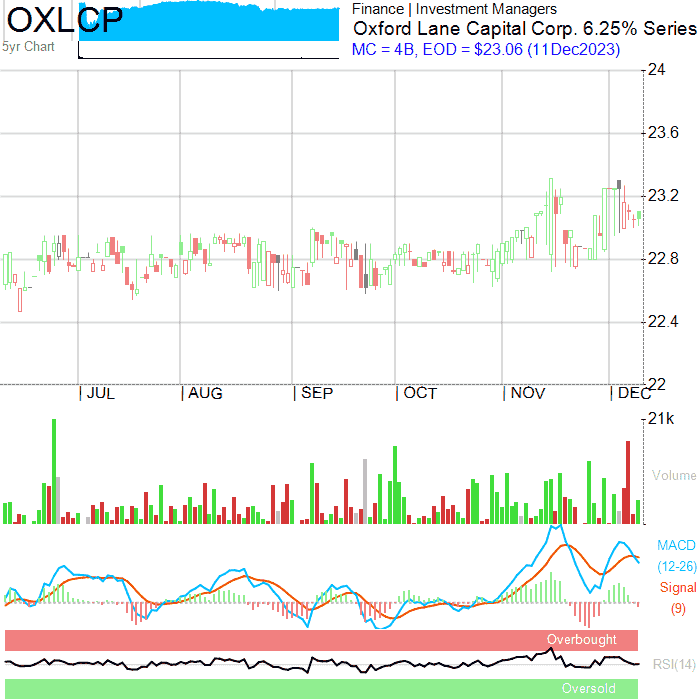 OXLCP
5yr Chart
Finance | Investment Managers
Oxford Lane Capital Corp. 6.25% Series
MC = 4B, EOD = $23.06 (11Dec2023)
24
23.6
23.2
22.8
22.4
22
| JUL | AUG | SEP | OCT | NOV | DEC
21k
Volume
MACD
(12-26)
Signal
(9)
Overbought
RSI(14)
Oversold